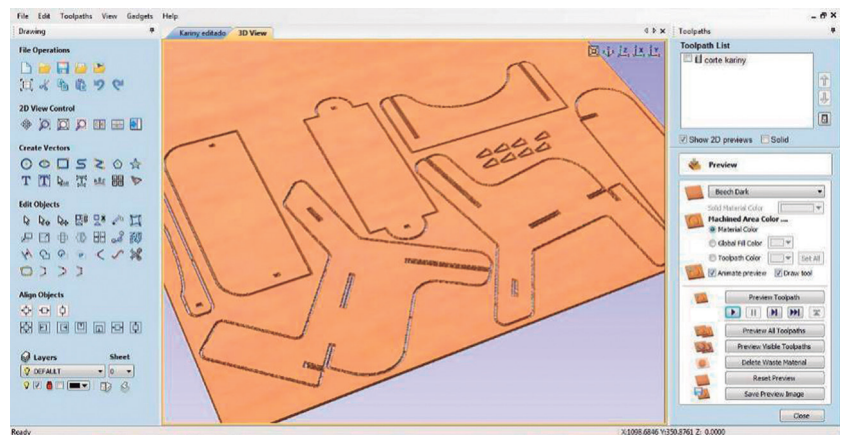 File Edit Toolpaths View Gadgets Help
Drawing
File Operations
2D View Control
Create Vectors
Edit Objects
Align Objects
Layers Sheet
DEFAULT 0
Kariny editado 3D View
Toolpaths
Toolpath List
corte kariny
Show 2D previews Solid
Preview
Beech Dark
Solid Material Color
Machined Area Color ...
Material Color
Global Fill Color
Toolpath Color Set All
Animate preview Draw tool
Preview Toolpath
Preview All Toolpaths
Preview Visible Toolpaths
Delete Waste Material
Reset Preview
Save Preview Image
Close
Ready X:1098.6846 Y:350.8761 Z: 0.0000